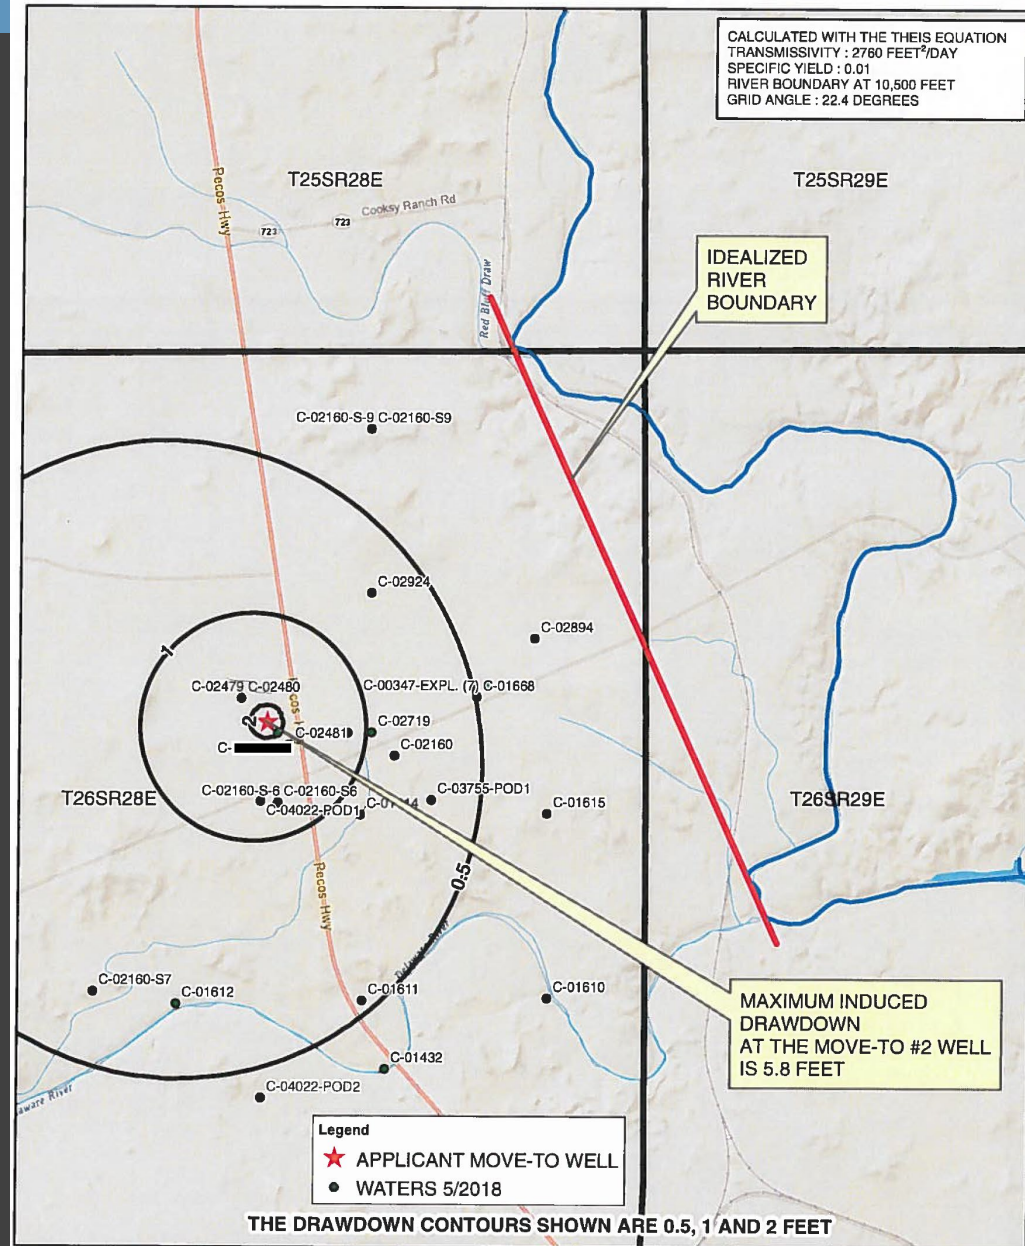 CALCULATED WITH THE THEIS EQUATION
TRANSMISSIVITY : 2760 FEET²/DAY
SPECIFIC YIELD : 0.01
RIVER BOUNDARY AT 10,500 FEET
GRID ANGLE : 22.4 DEGREES
T25SR28E
T25SR29E
Pecos-Hwy
Cooksy Ranch Rd
723
723
IDEALIZED
RIVER
BOUNDARY
Red Bluff Draw
C-02160-S-9 C-02160-S9
C-02924
C-02894
1
C-02479 C-02480
C-00347-EXPL. (7) C-01668
2
C-02481
C-02719
C-
C-02160
T26SR28E
C-02160-S-6 C-02160-S6
C-03755-POD1
C-04022-POD1
C-01615
T26SR29E
Pecos-Hwy
0.5
Delaware River
C-02160-S7
C-01612
C-01611
C-01610
MAXIMUM INDUCED
DRAWDOWN
AT THE MOVE-TO #2 WELL
IS 5.8 FEET
C-01432
C-04022-POD2
aware River
Legend
APPLICANT MOVE-TO WELL
WATERS 5/2018
THE DRAWDOWN CONTOURS SHOWN ARE 0.5, 1 AND 2 FEET